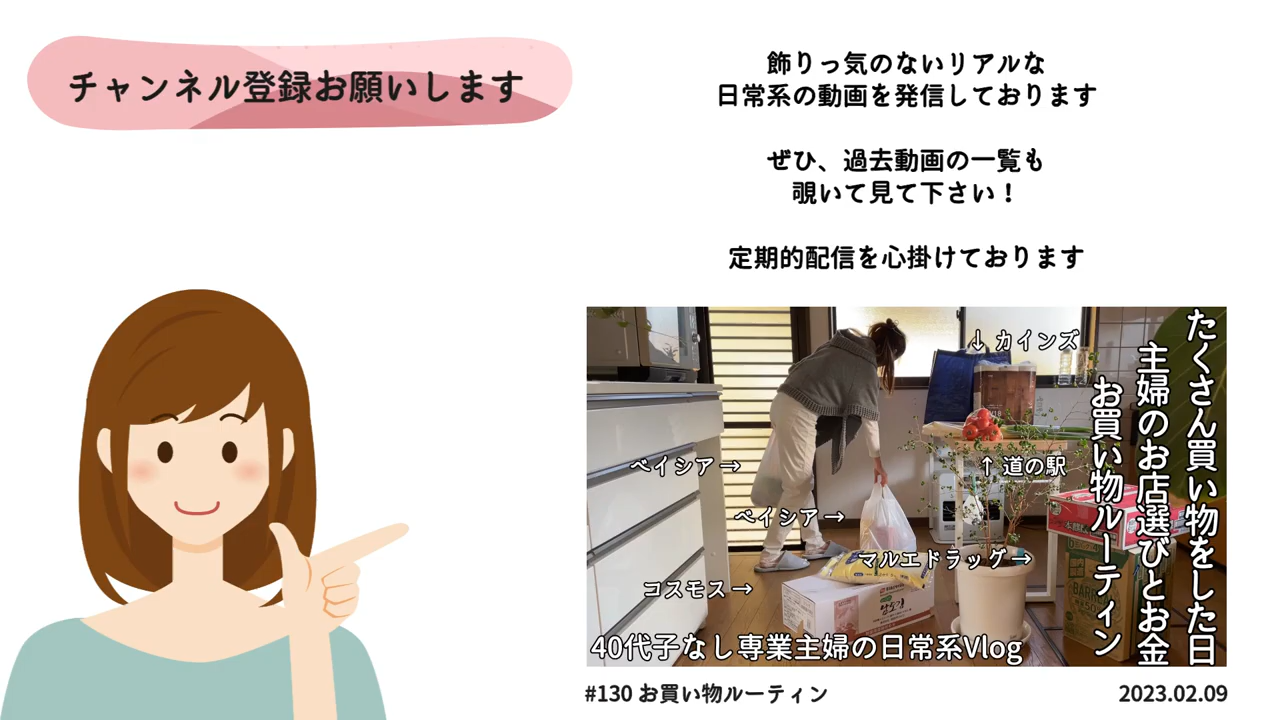 チャンネル登録お願いします
飾りっ気のないリアルな
日常系の動画を発信しております
ぜひ、過去動画の一覧も
覗いて見て下さい！
定期的配信を心掛けております
たくさん買い物をした日
主婦のお店選びとお金
お買い物ルーティン
↓ カインズ
ベイシア→
↑ 道の駅
ベイシア→
マルエドラッグ→
コスモス→
40代子なし専業主婦の日常系Vlog
#130 お買い物ルーティン
2023.02.09